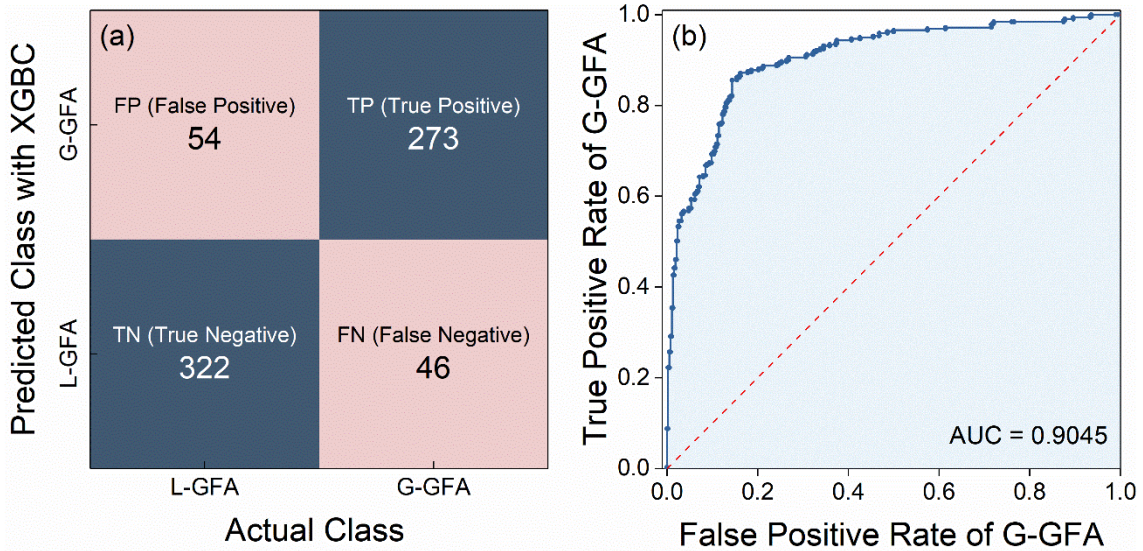 (a)
Predicted Class with XGBC
G-GFA
L-GFA
FP (False Positive)
54
TP (True Positive)
273
TN (True Negative)
322
FN (False Negative)
46
L-GFA
G-GFA
Actual Class
(b)
True Positive Rate of G-GFA
1.0
0.8
0.6
0.4
0.2
0.0
AUC = 0.9045
0.0
0.2
0.4
0.6
0.8
1.0
False Positive Rate of G-GFA